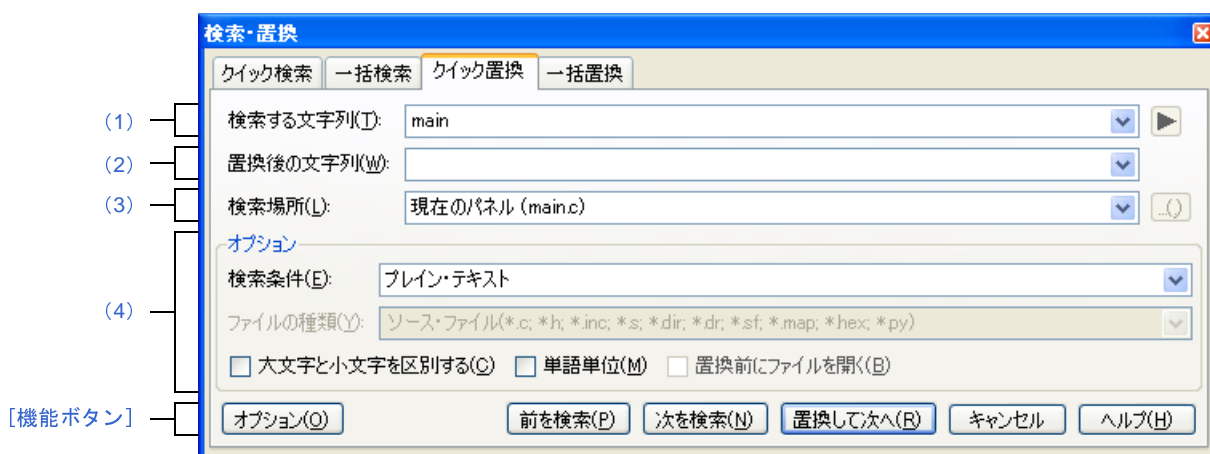 検索・置換
クイック検索 一括検索 クイック置換 一括置換
(1) 検索する文字列(T): main
(2) 置換後の文字列(W):
(3) 検索場所(L): 現在のパネル (main.c) ...()
オプション
検索条件(E): プレイン・テキスト
(4) ファイルの種類(Y): ソース・ファイル(*.c; *.h; *.inc; *.s; *.dir; *.dr; *.sf; *.map; *.hex; *.py)
大文字と小文字を区別する(C) 単語単位(M) 置換前にファイルを開く(B)
[機能ボタン] オプション(O) 前を検索(P) 次を検索(N) 置換して次へ(R) キャンセル ヘルプ(H)